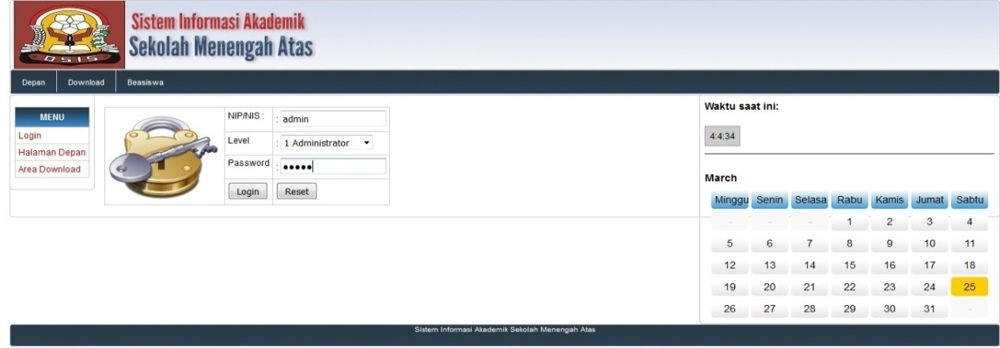 Sistem Informasi Akademik
Sekolah Menengah Atas
OSIS
Depan Download Beasiswa
MENU
Login
Halaman Depan
Area Download
NIP/NIS : : admin
Level : 1 Administrator
Password : •••••
Login Reset
Waktu saat ini:
4:4:34
March
Minggu Senin Selasa Rabu Kamis Jumat Sabtu
- - - 1 2 3 4
5 6 7 8 9 10 11
12 13 14 15 16 17 18
19 20 21 22 23 24 25
26 27 28 29 30 31 -
Sistem Informasi Akademik Sekolah Menengah Atas